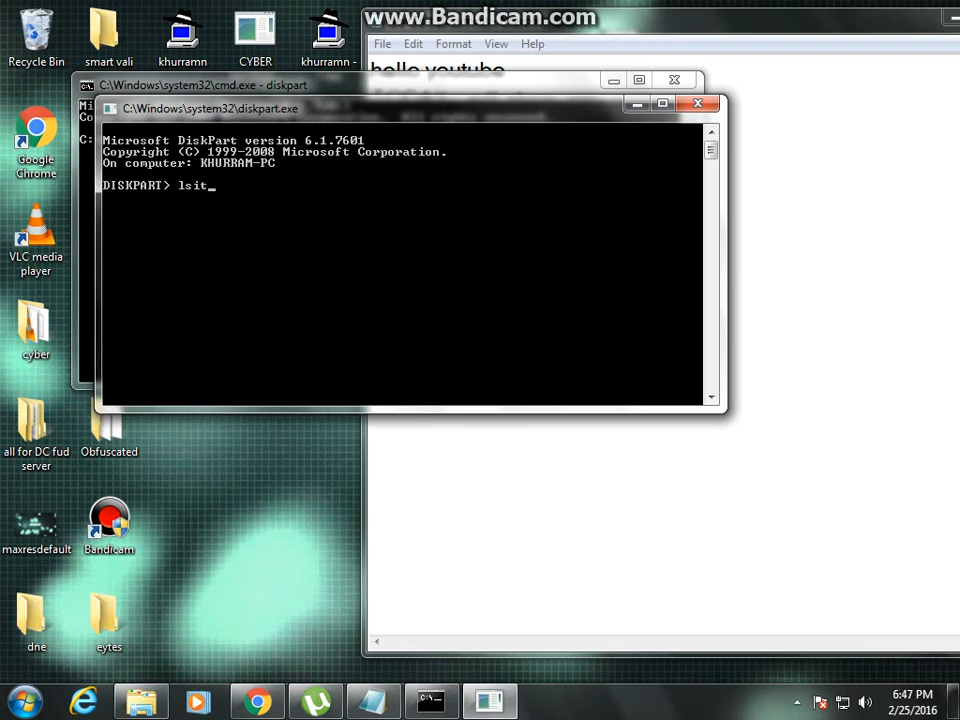 www.Bandicam.com
Recycle Bin
smart vali
khurramn
CYBER
khurramn -
File Edit Format View Help
hello youtube
C:\Windows\system32\cmd.exe - diskpart
C:\Windows\system32\diskpart.exe
Microsoft DiskPart version 6.1.7601
Copyright (C) 1999-2008 Microsoft Corporation.
On computer: KHURRAM-PC
DISKPART> lsit_
Google
Chrome
VLC media
player
cyber
all for DC fud
server
Obfuscated
maxresdefault
Bandicam
dne
eytes
6:47 PM
2/25/2016